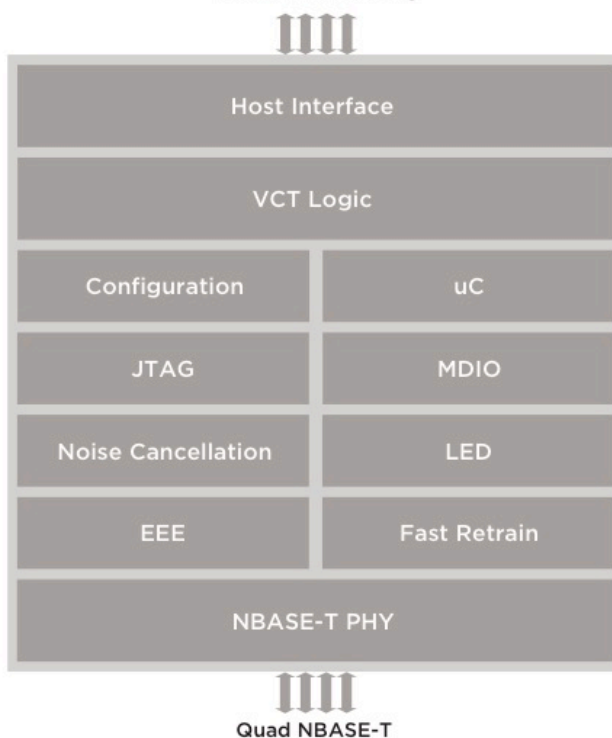 Host Interface
VCT Logic
Configuration
uC
JTAG
MDIO
Noise Cancellation
LED
EEE
Fast Retrain
NBASE-T PHY
Quad NBASE-T